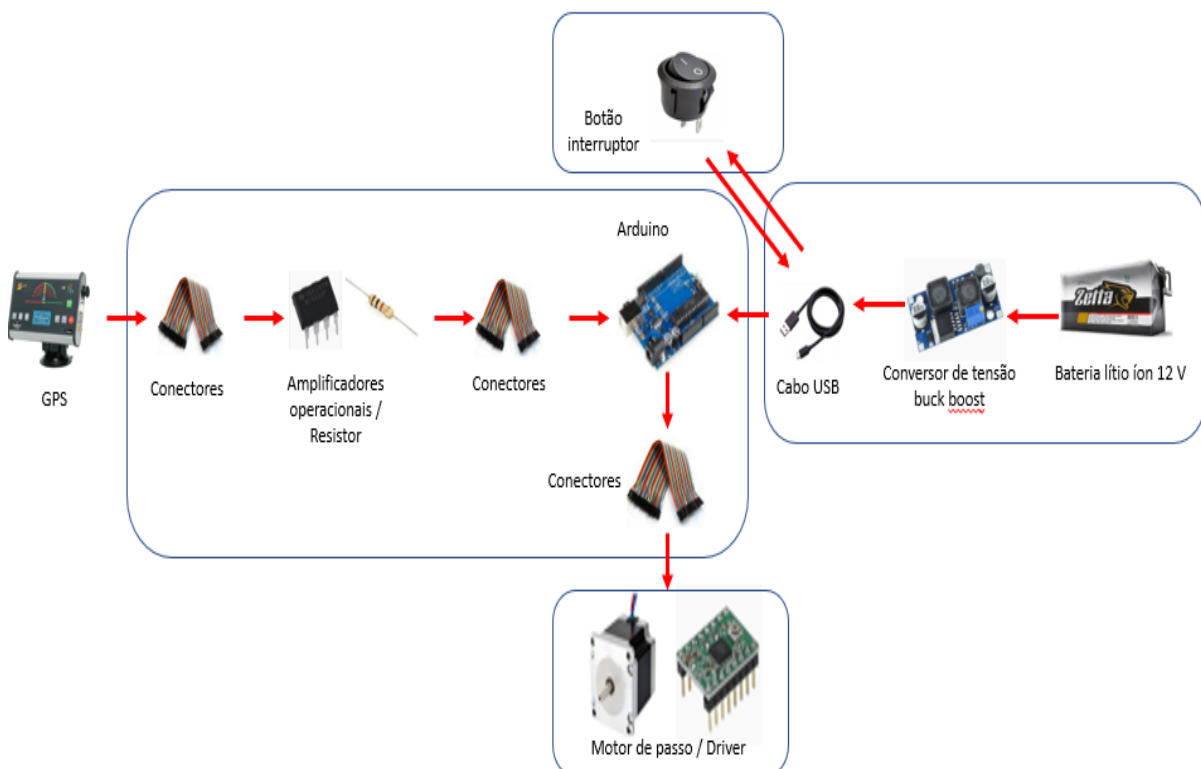 Botão
interruptor
Arduino
Zetta
GPS
Conectores
Amplificadores
operacionais /
Resistor
Conectores
Cabo USB
Conversor de tensão
buck boost
Bateria lítio íon 12 V
Conectores
Motor de passo / Driver